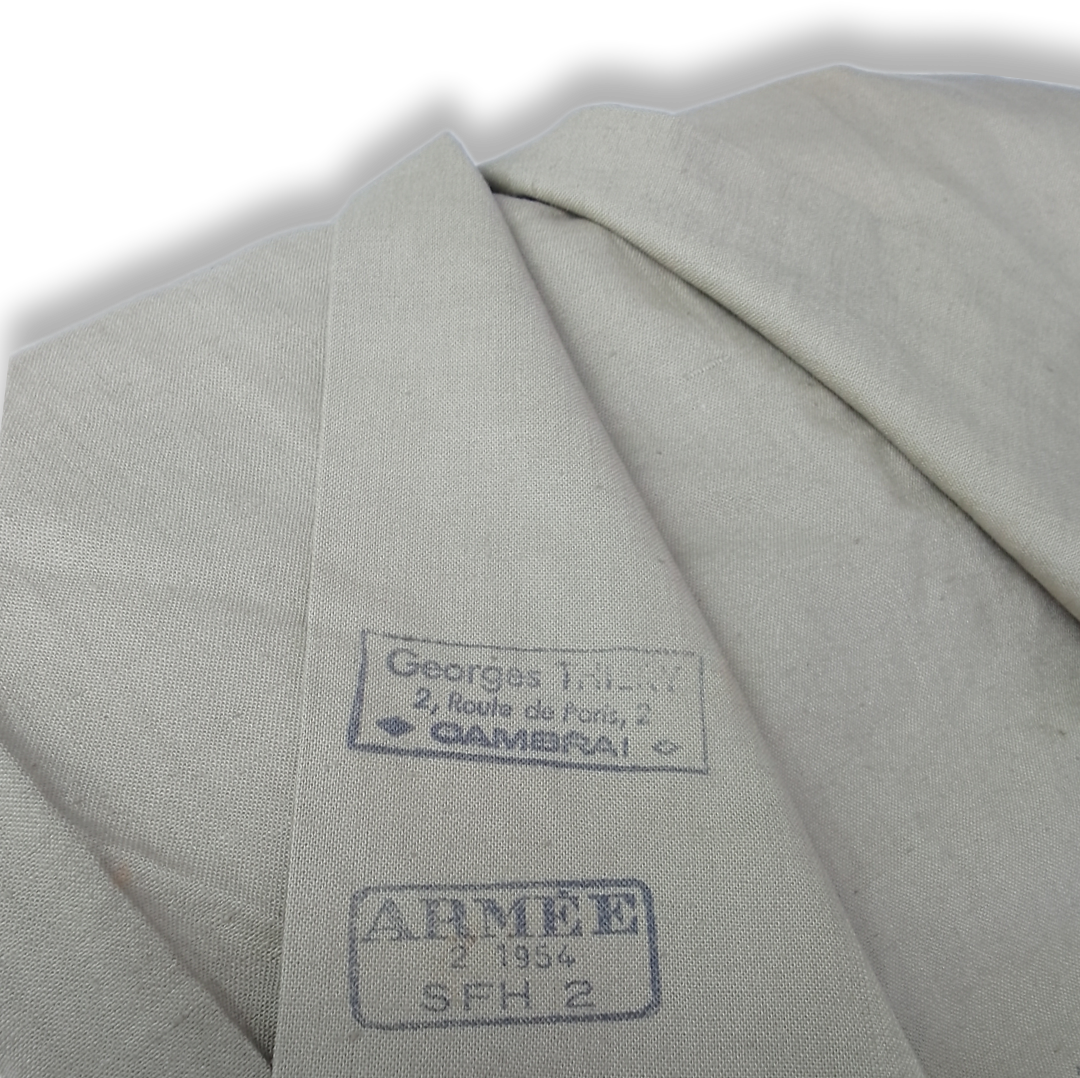 Georges
2, Route de Paris, 2
CAMBRAI
ARMÉE
2 1954
SFH 2